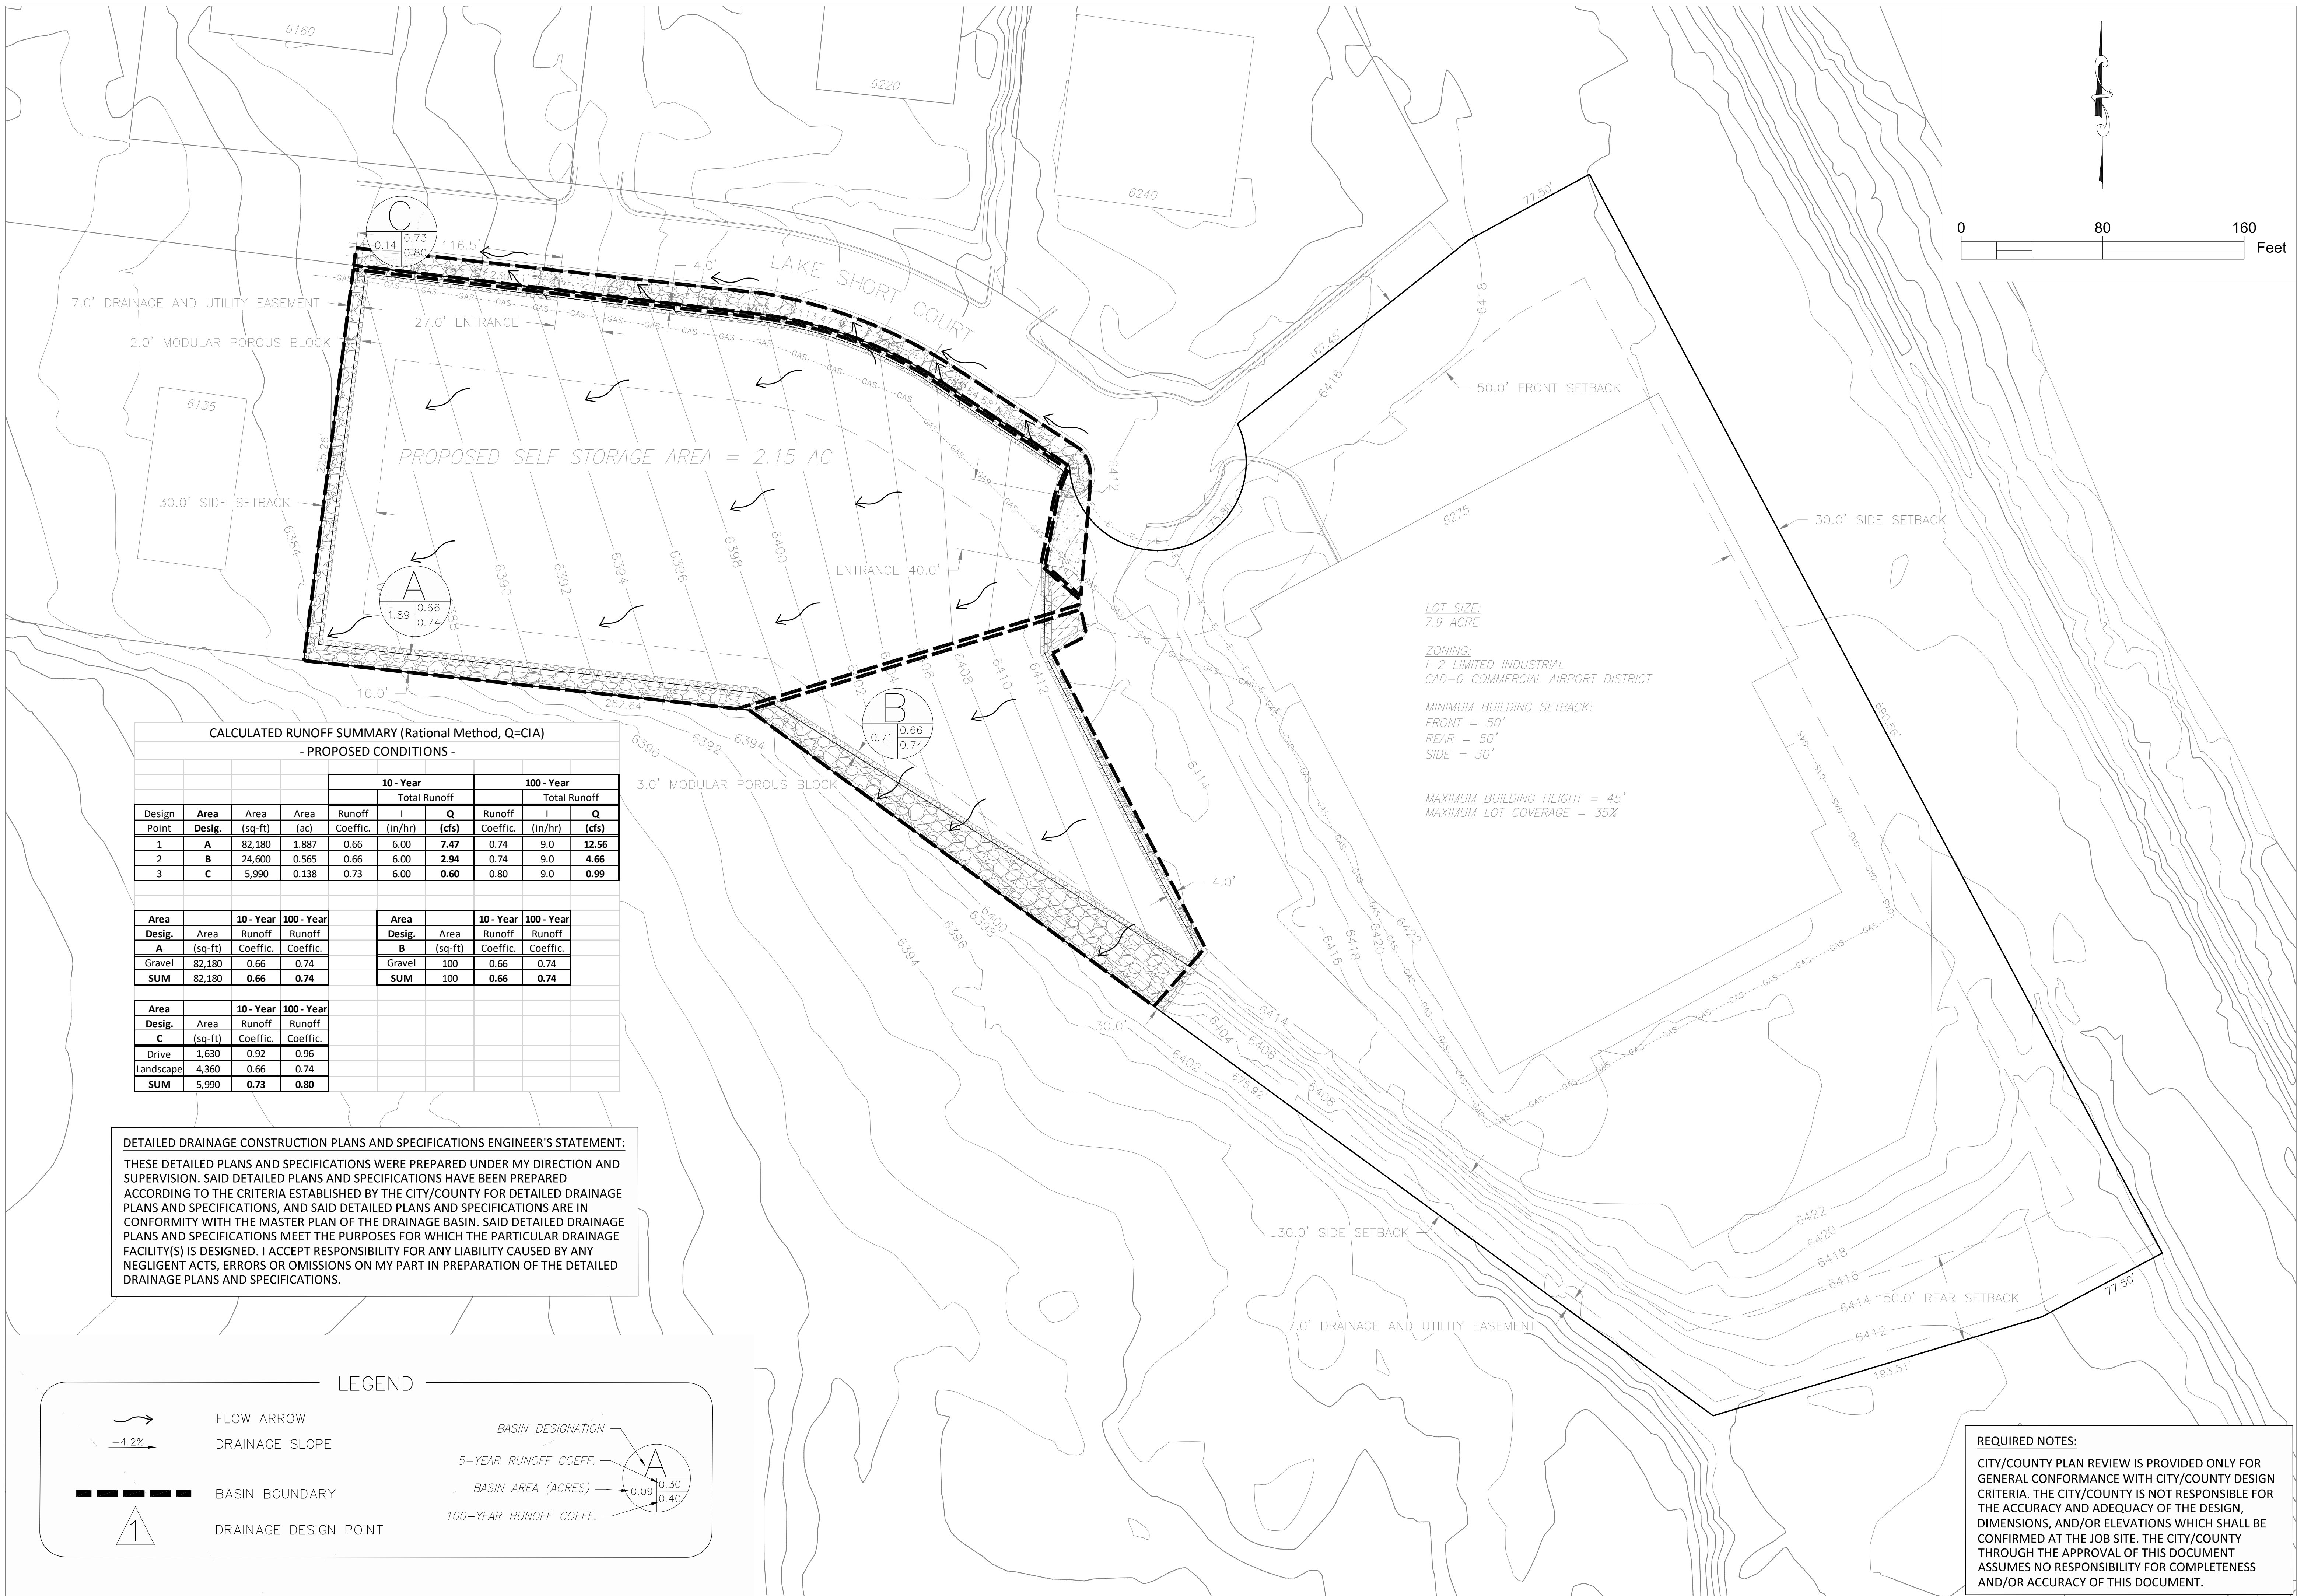 6160
6220
6240
0 80 160
Feet
C
0.14 0.73
0.80
116.5'
4.0'
LAKE SHORT COURT
77.50'
6418
167.45'
6416
7.0' DRAINAGE AND UTILITY EASEMENT
27.0' ENTRANCE
2.0' MODULAR POROUS BLOCK
113.47'
84.88'
50.0' FRONT SETBACK
6135
225.26'
PROPOSED SELF STORAGE AREA = 2.15 AC
6412
30.0' SIDE SETBACK
6384
175.80'
6275
30.0' SIDE SETBACK
6388
6390
6392
6394
6396
6398
6400
ENTRANCE 40.0'
A
1.89 0.66
0.74
6406
6408
6410
6412
10.0'
252.64'
B
0.71 0.66
0.74
6390
6392
6394
3.0' MODULAR POROUS BLOCK
6414
LOT SIZE:
7.9 ACRE
ZONING:
I-2 LIMITED INDUSTRIAL
CAD-O COMMERCIAL AIRPORT DISTRICT
MINIMUM BUILDING SETBACK:
FRONT = 50'
REAR = 50'
SIDE = 30'
MAXIMUM BUILDING HEIGHT = 45'
MAXIMUM LOT COVERAGE = 35%
690.56'
GAS
E
4.0'
6400
6398
6396
6394
6422
6420
6418
6416
30.0'
6414
6404
6406
6402
6408
675.92'
30.0' SIDE SETBACK
7.0' DRAINAGE AND UTILITY EASEMENT
6422
6420
6418
6416
6414
50.0' REAR SETBACK
6412
77.50'
193.51'
CALCULATED RUNOFF SUMMARY (Rational Method, Q=CIA)
- PROPOSED CONDITIONS -
10 - Year 100 - Year
Total Runoff Total Runoff
Design Area Area Area Runoff I Q Runoff I Q
Point Desig. (sq-ft) (ac) Coeffic. (in/hr) (cfs) Coeffic. (in/hr) (cfs)
1 A 82,180 1.887 0.66 6.00 7.47 0.74 9.0 12.56
2 B 24,600 0.565 0.66 6.00 2.94 0.74 9.0 4.66
3 C 5,990 0.138 0.73 6.00 0.60 0.80 9.0 0.99
Area 10 - Year 100 - Year
Desig. Area Runoff Runoff
A (sq-ft) Coeffic. Coeffic.
Gravel 82,180 0.66 0.74
SUM 82,180 0.66 0.74
Area 10 - Year 100 - Year
Desig. Area Runoff Runoff
B (sq-ft) Coeffic. Coeffic.
Gravel 100 0.66 0.74
SUM 100 0.66 0.74
Area 10 - Year 100 - Year
Desig. Area Runoff Runoff
C (sq-ft) Coeffic. Coeffic.
Drive 1,630 0.92 0.96
Landscape 4,360 0.66 0.74
SUM 5,990 0.73 0.80
DETAILED DRAINAGE CONSTRUCTION PLANS AND SPECIFICATIONS ENGINEER'S STATEMENT:
THESE DETAILED PLANS AND SPECIFICATIONS WERE PREPARED UNDER MY DIRECTION AND
SUPERVISION. SAID DETAILED PLANS AND SPECIFICATIONS HAVE BEEN PREPARED
ACCORDING TO THE CRITERIA ESTABLISHED BY THE CITY/COUNTY FOR DETAILED DRAINAGE
PLANS AND SPECIFICATIONS, AND SAID DETAILED PLANS AND SPECIFICATIONS ARE IN
CONFORMITY WITH THE MASTER PLAN OF THE DRAINAGE BASIN. SAID DETAILED DRAINAGE
PLANS AND SPECIFICATIONS MEET THE PURPOSES FOR WHICH THE PARTICULAR DRAINAGE
FACILITY(S) IS DESIGNED. I ACCEPT RESPONSIBILITY FOR ANY LIABILITY CAUSED BY ANY
NEGLIGENT ACTS, ERRORS OR OMISSIONS ON MY PART IN PREPARATION OF THE DETAILED
DRAINAGE PLANS AND SPECIFICATIONS.
LEGEND
FLOW ARROW
-4.2% DRAINAGE SLOPE
BASIN BOUNDARY
1 DRAINAGE DESIGN POINT
BASIN DESIGNATION
5-YEAR RUNOFF COEFF.
BASIN AREA (ACRES)
100-YEAR RUNOFF COEFF.
A
0.09 0.30
0.40
REQUIRED NOTES:
CITY/COUNTY PLAN REVIEW IS PROVIDED ONLY FOR
GENERAL CONFORMANCE WITH CITY/COUNTY DESIGN
CRITERIA. THE CITY/COUNTY IS NOT RESPONSIBLE FOR
THE ACCURACY AND ADEQUACY OF THE DESIGN,
DIMENSIONS, AND/OR ELEVATIONS WHICH SHALL BE
CONFIRMED AT THE JOB SITE. THE CITY/COUNTY
THROUGH THE APPROVAL OF THIS DOCUMENT
ASSUMES NO RESPONSIBILITY FOR COMPLETENESS
AND/OR ACCURACY OF THIS DOCUMENT.